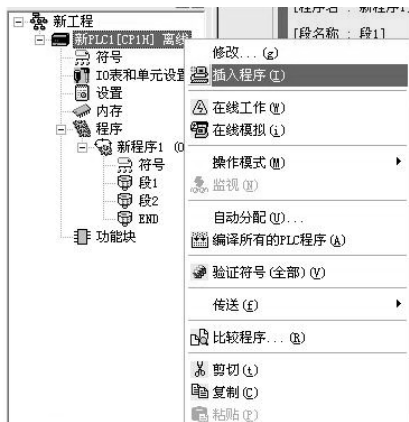 新工程
新PLC1[CP1H] 离线
符号
IO表和单元设置
设置
内存
程序
新程序1 (0
符号
段1
段2
END
功能块
[段名称 : 段1]
修改...(g)
插入程序(I)
在线工作(W)
在线模拟(i)
操作模式(M)
监视(N)
自动分配(U)...
编译所有的PLC程序(A)
验证符号(全部)(V)
传送(f)
比较程序...(R)
剪切(t)
复制(C)
粘贴(P)